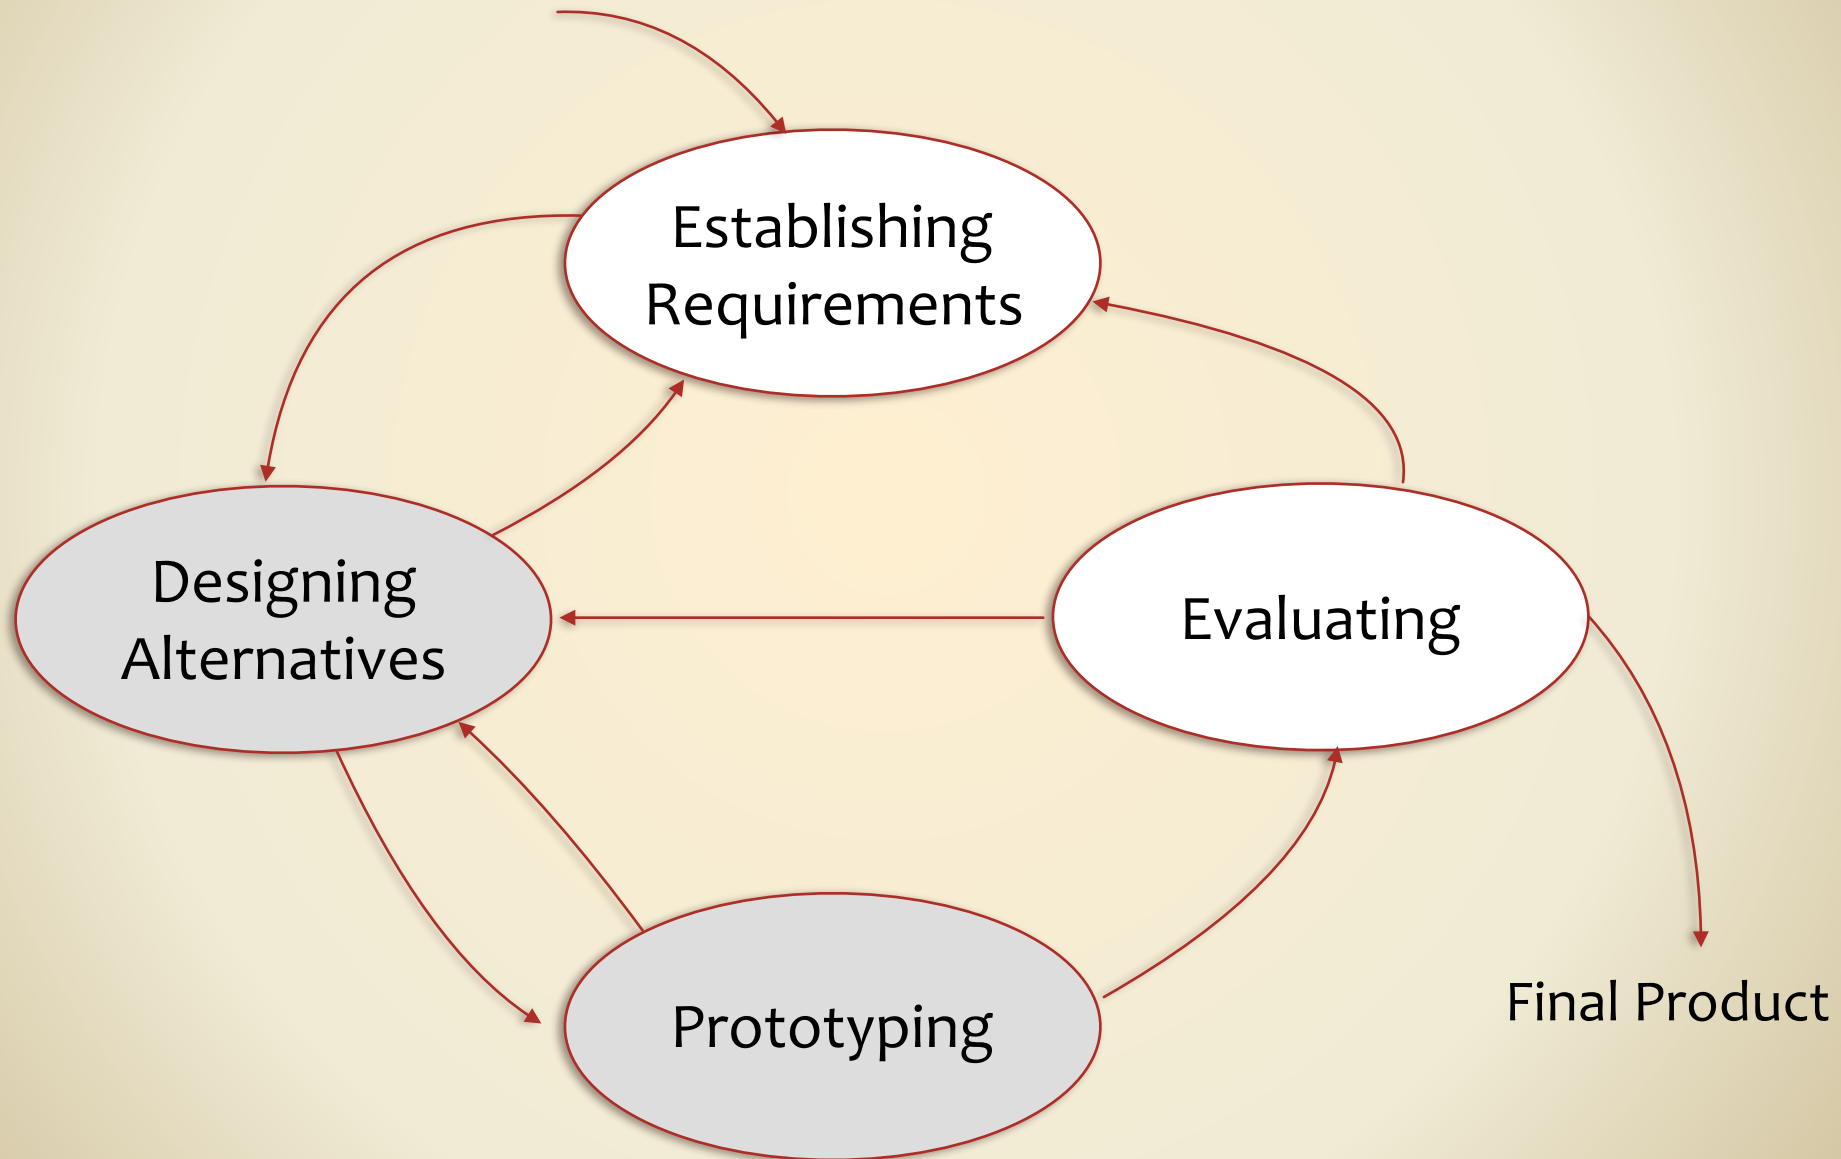 Establishing
Requirements
Designing
Alternatives
Evaluating
Prototyping
Final Product